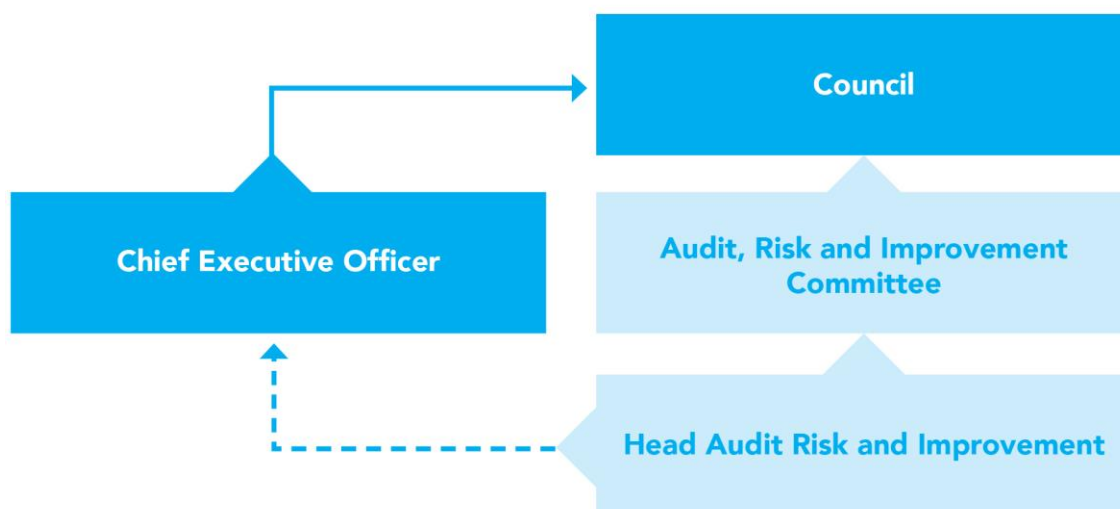 Council
Chief Executive Officer
Audit, Risk and Improvement
Committee
Head Audit Risk and Improvement